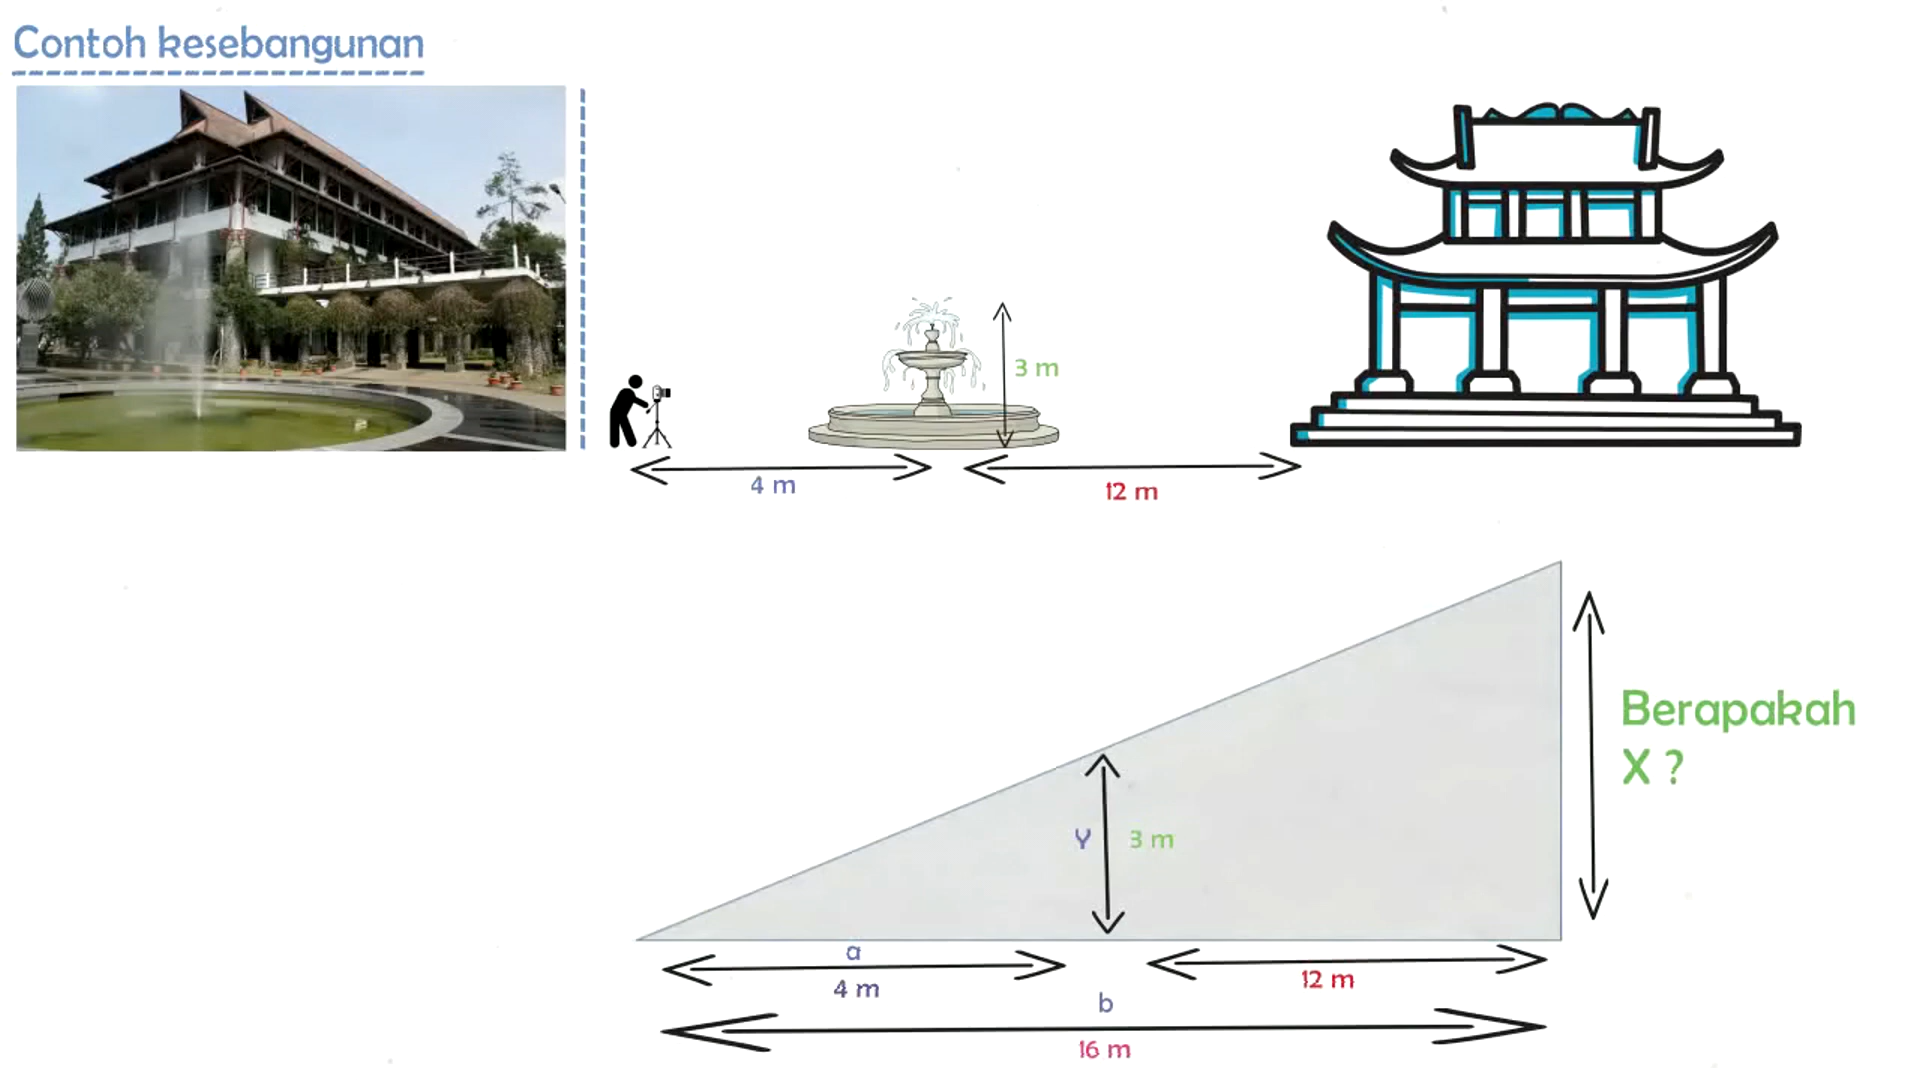 Contoh kesebangunan
3 m
4 m
12 m
Berapakah
X ?
Y
3 m
a
4 m
12 m
b
16 m